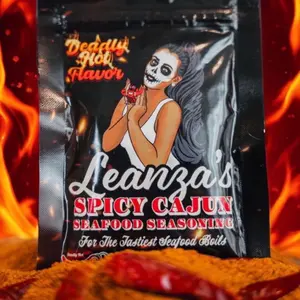 Deadly
Hot
Flavor
Leanza's
SPICY CAJUN
SEAFOOD SEASONING
For The Tastiest Seafood Boils